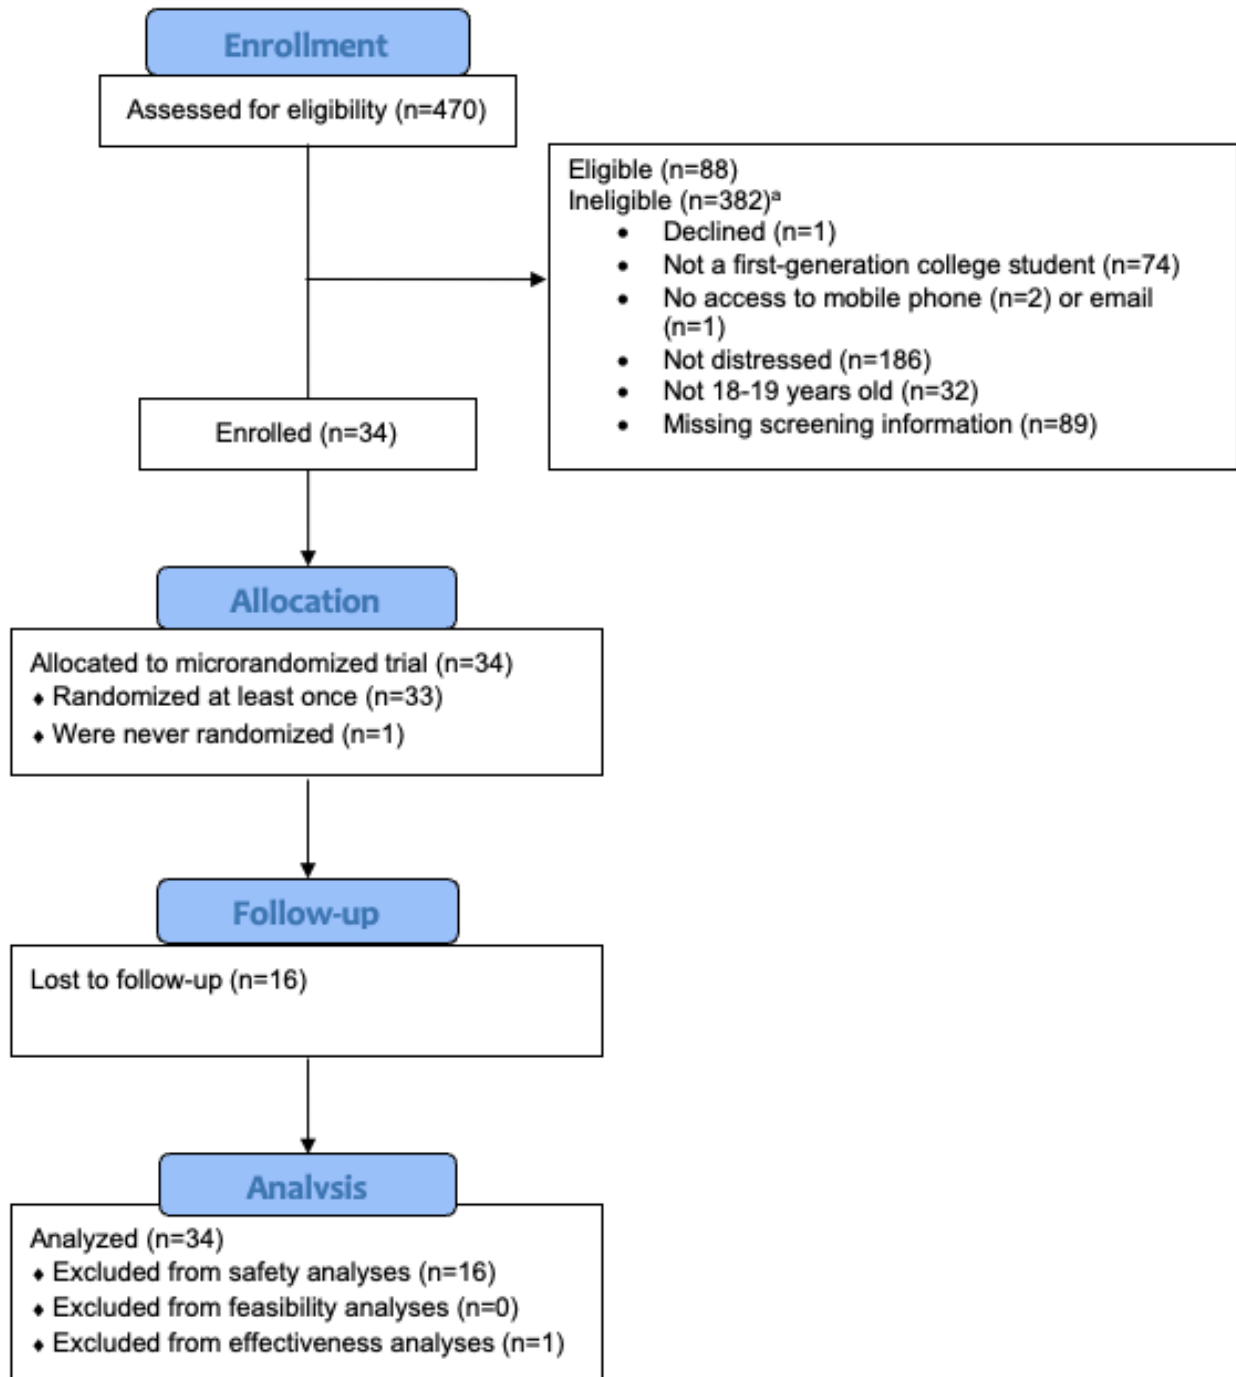 Enrollment
Assessed for eligibility (n=470)
Eligible (n=88)
Ineligible (n=382)ᵃ
• Declined (n=1)
• Not a first-generation college student (n=74)
• No access to mobile phone (n=2) or email
(n=1)
• Not distressed (n=186)
• Not 18-19 years old (n=32)
• Missing screening information (n=89)
Enrolled (n=34)
Allocation
Allocated to microrandomized trial (n=34)
♦ Randomized at least once (n=33)
♦ Were never randomized (n=1)
Follow-up
Lost to follow-up (n=16)
Analysis
Analyzed (n=34)
♦ Excluded from safety analyses (n=16)
♦ Excluded from feasibility analyses (n=0)
♦ Excluded from effectiveness analyses (n=1)